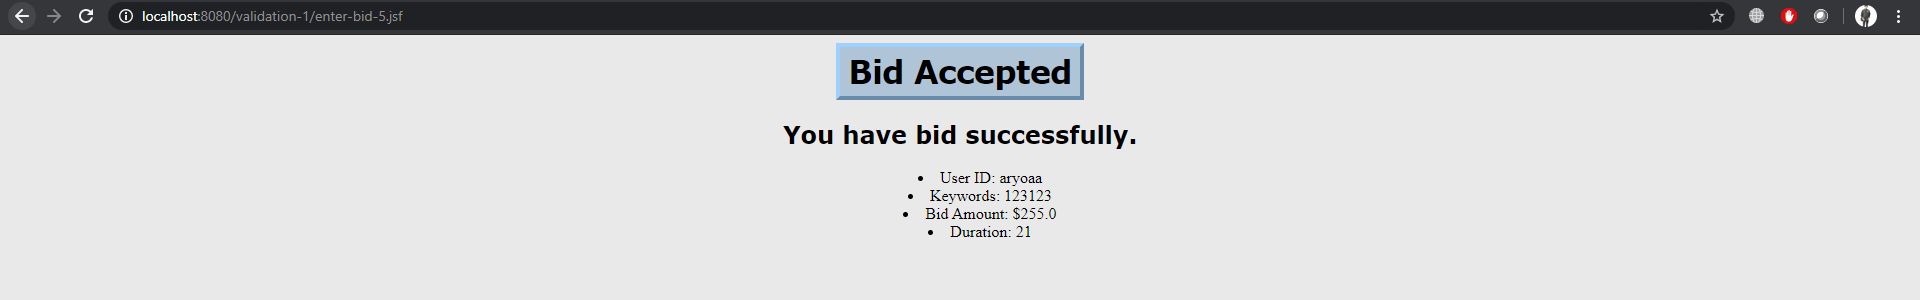 localhost:8080/validation-1/enter-bid-5.jsf
Bid Accepted
You have bid successfully.
• User ID: aryoaa
• Keywords: 123123
• Bid Amount: $255.0
• Duration: 21